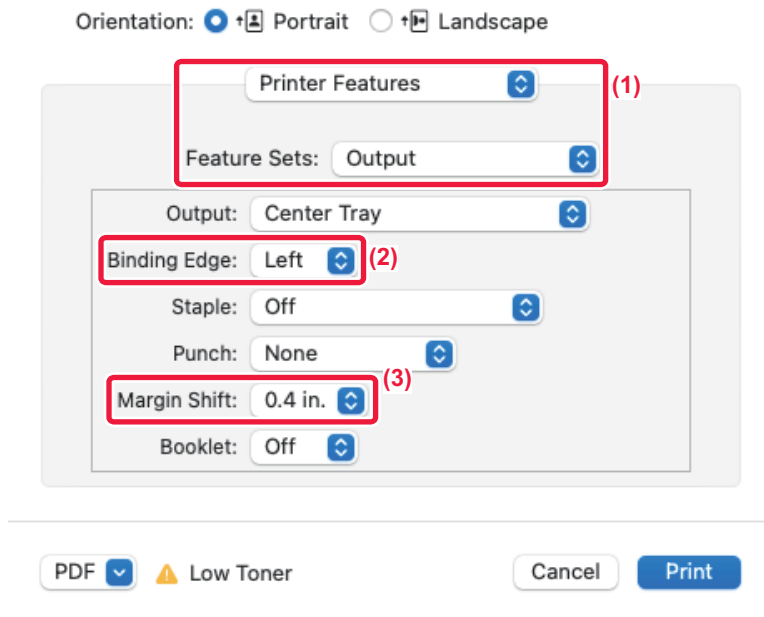 Orientation: Portrait Landscape
Printer Features (1)
Feature Sets: Output
Output: Center Tray
Binding Edge: Left (2)
Staple: Off
Punch: None
(3)
Margin Shift: 0.4 in.
Booklet: Off
PDF Low Toner Cancel Print